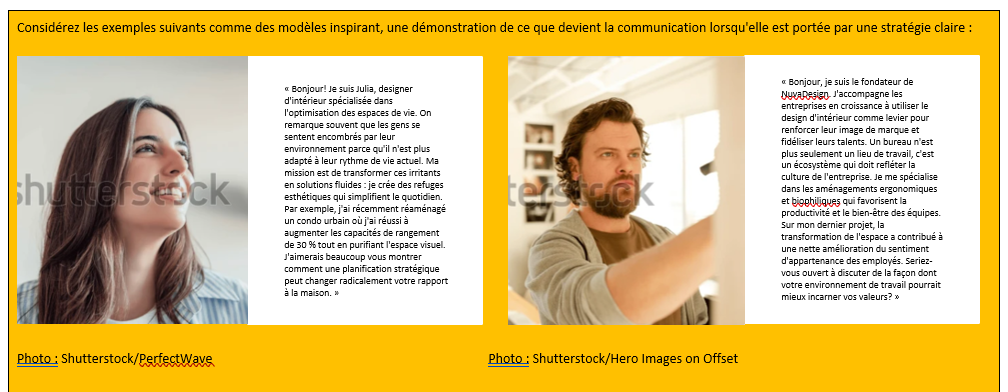 Considérez les exemples suivants comme des modèles inspirant, une démonstration de ce que devient la communication lorsqu'elle est portée par une stratégie claire :
« Bonjour! Je suis Julia, designer
d'intérieur spécialisée dans
l'optimisation des espaces de vie. On
remarque souvent que les gens se
sentent encombrés par leur
environnement parce qu'il n'est plus
adapté à leur rythme de vie actuel. Ma
mission est de transformer ces irritants
en solutions fluides : je crée des refuges
esthétiques qui simplifient le quotidien.
Par exemple, j'ai récemment réaménagé
un condo urbain où j'ai réussi à
augmenter les capacités de rangement
de 30 % tout en purifiant l'espace visuel.
J'aimerais beaucoup vous montrer
comment une planification stratégique
peut changer radicalement votre rapport
à la maison. »
shutterstock
« Bonjour, je suis le fondateur de
NuvaDesign. J'accompagne les
entreprises en croissance à utiliser le
design d'intérieur comme levier pour
renforcer leur image de marque et
fidéliser leurs talents. Un bureau n'est
plus seulement un lieu de travail, c'est
un écosystème qui doit refléter la
culture de l'entreprise. Je me spécialise
dans les aménagements ergonomiques
et biophiliques qui favorisent la
productivité et le bien-être des équipes.
Sur mon dernier projet, la
transformation de l'espace a contribué à
une nette amélioration du sentiment
d'appartenance des employés. Seriez-
vous ouvert à discuter de la façon dont
votre environnement de travail pourrait
mieux incarner vos valeurs? »
Photo : Shutterstock/PerfectWave
Photo : Shutterstock/Hero Images on Offset